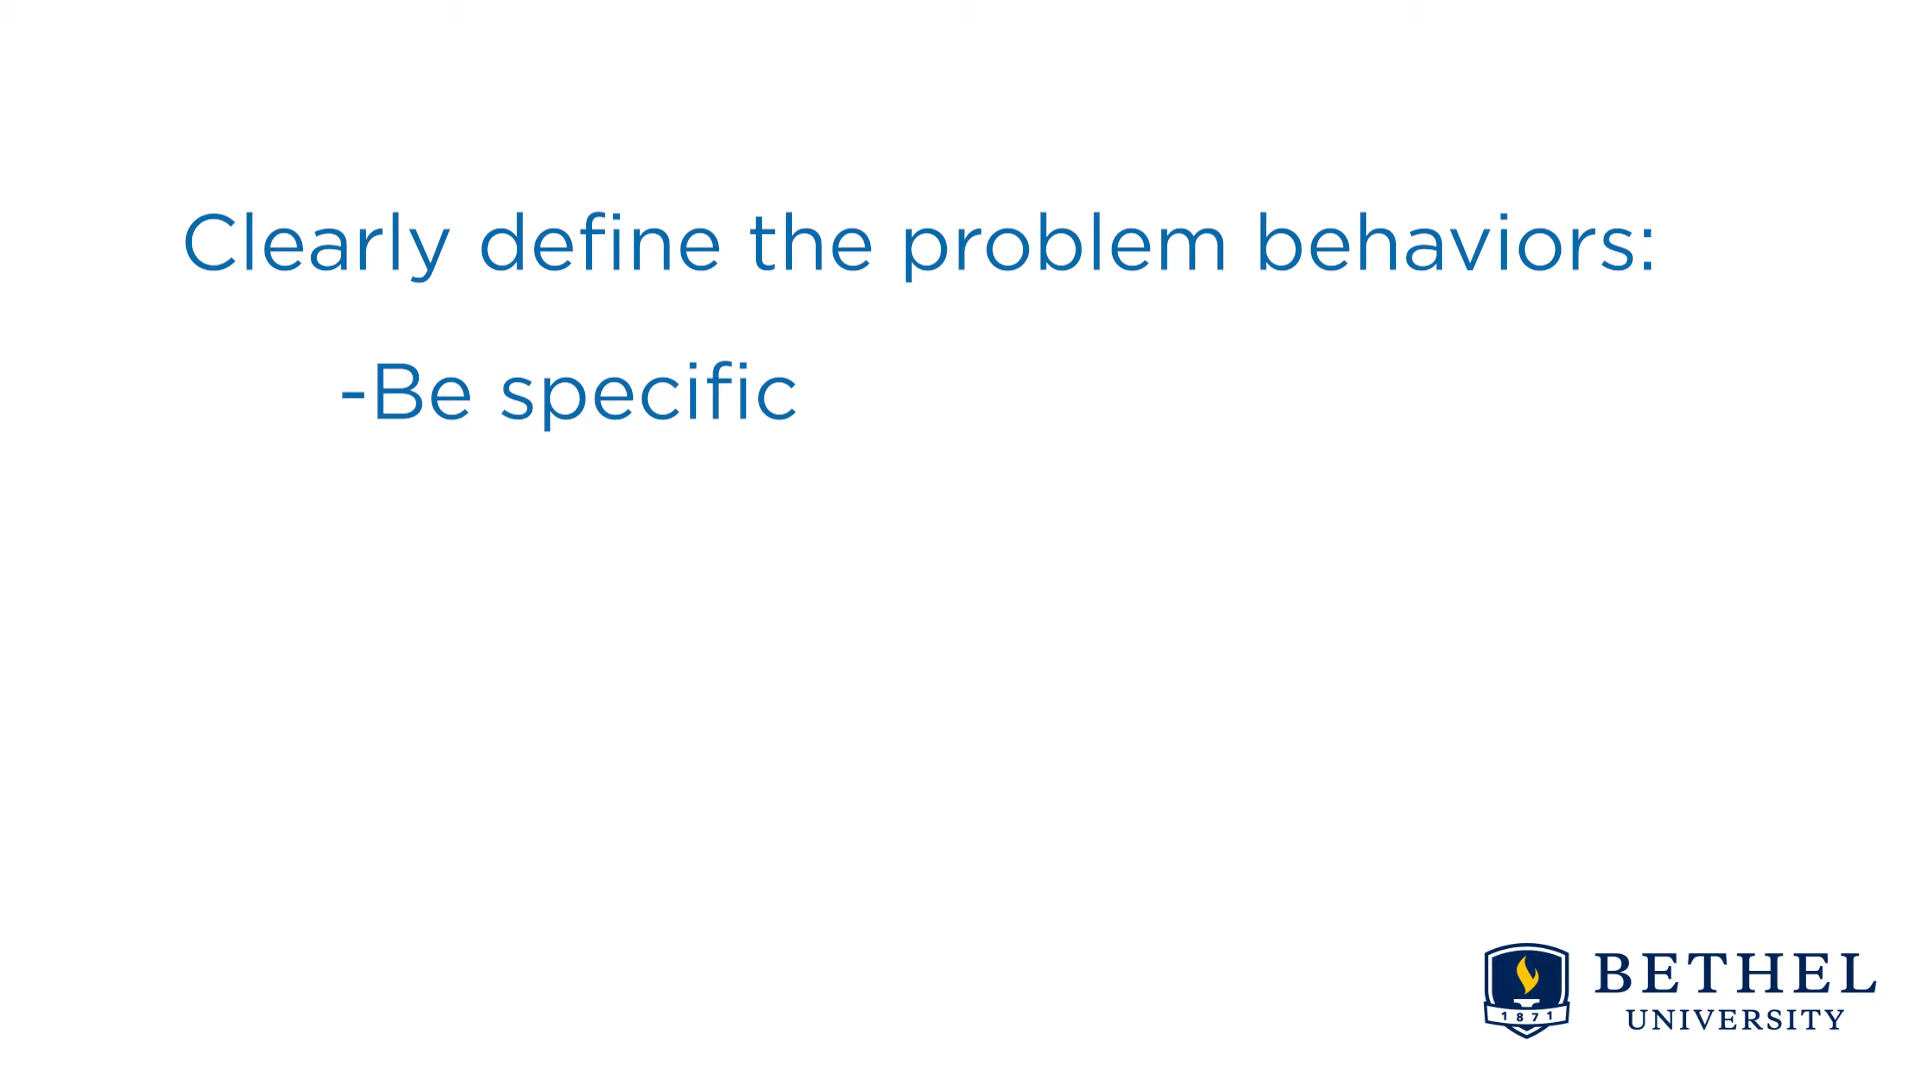 Clearly define the problem behaviors:
-Be specific
BETHEL
UNIVERSITY
1871